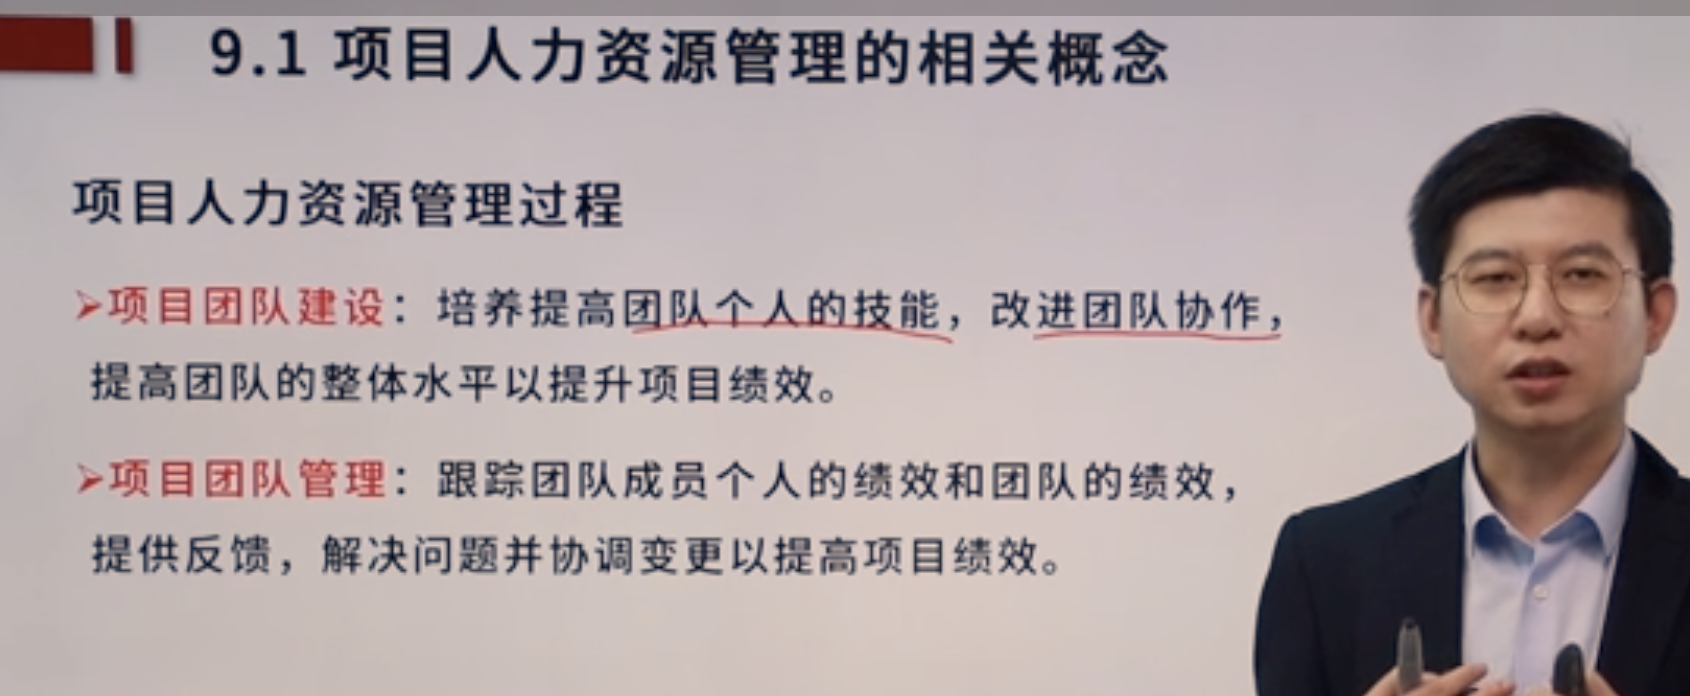 9.1 项目人力资源管理的相关概念
项目人力资源管理过程
➢项目团队建设：培养提高团队个人的技能，改进团队协作，
提高团队的整体水平以提升项目绩效。
➢项目团队管理：跟踪团队成员个人的绩效和团队的绩效，
提供反馈，解决问题并协调变更以提高项目绩效。